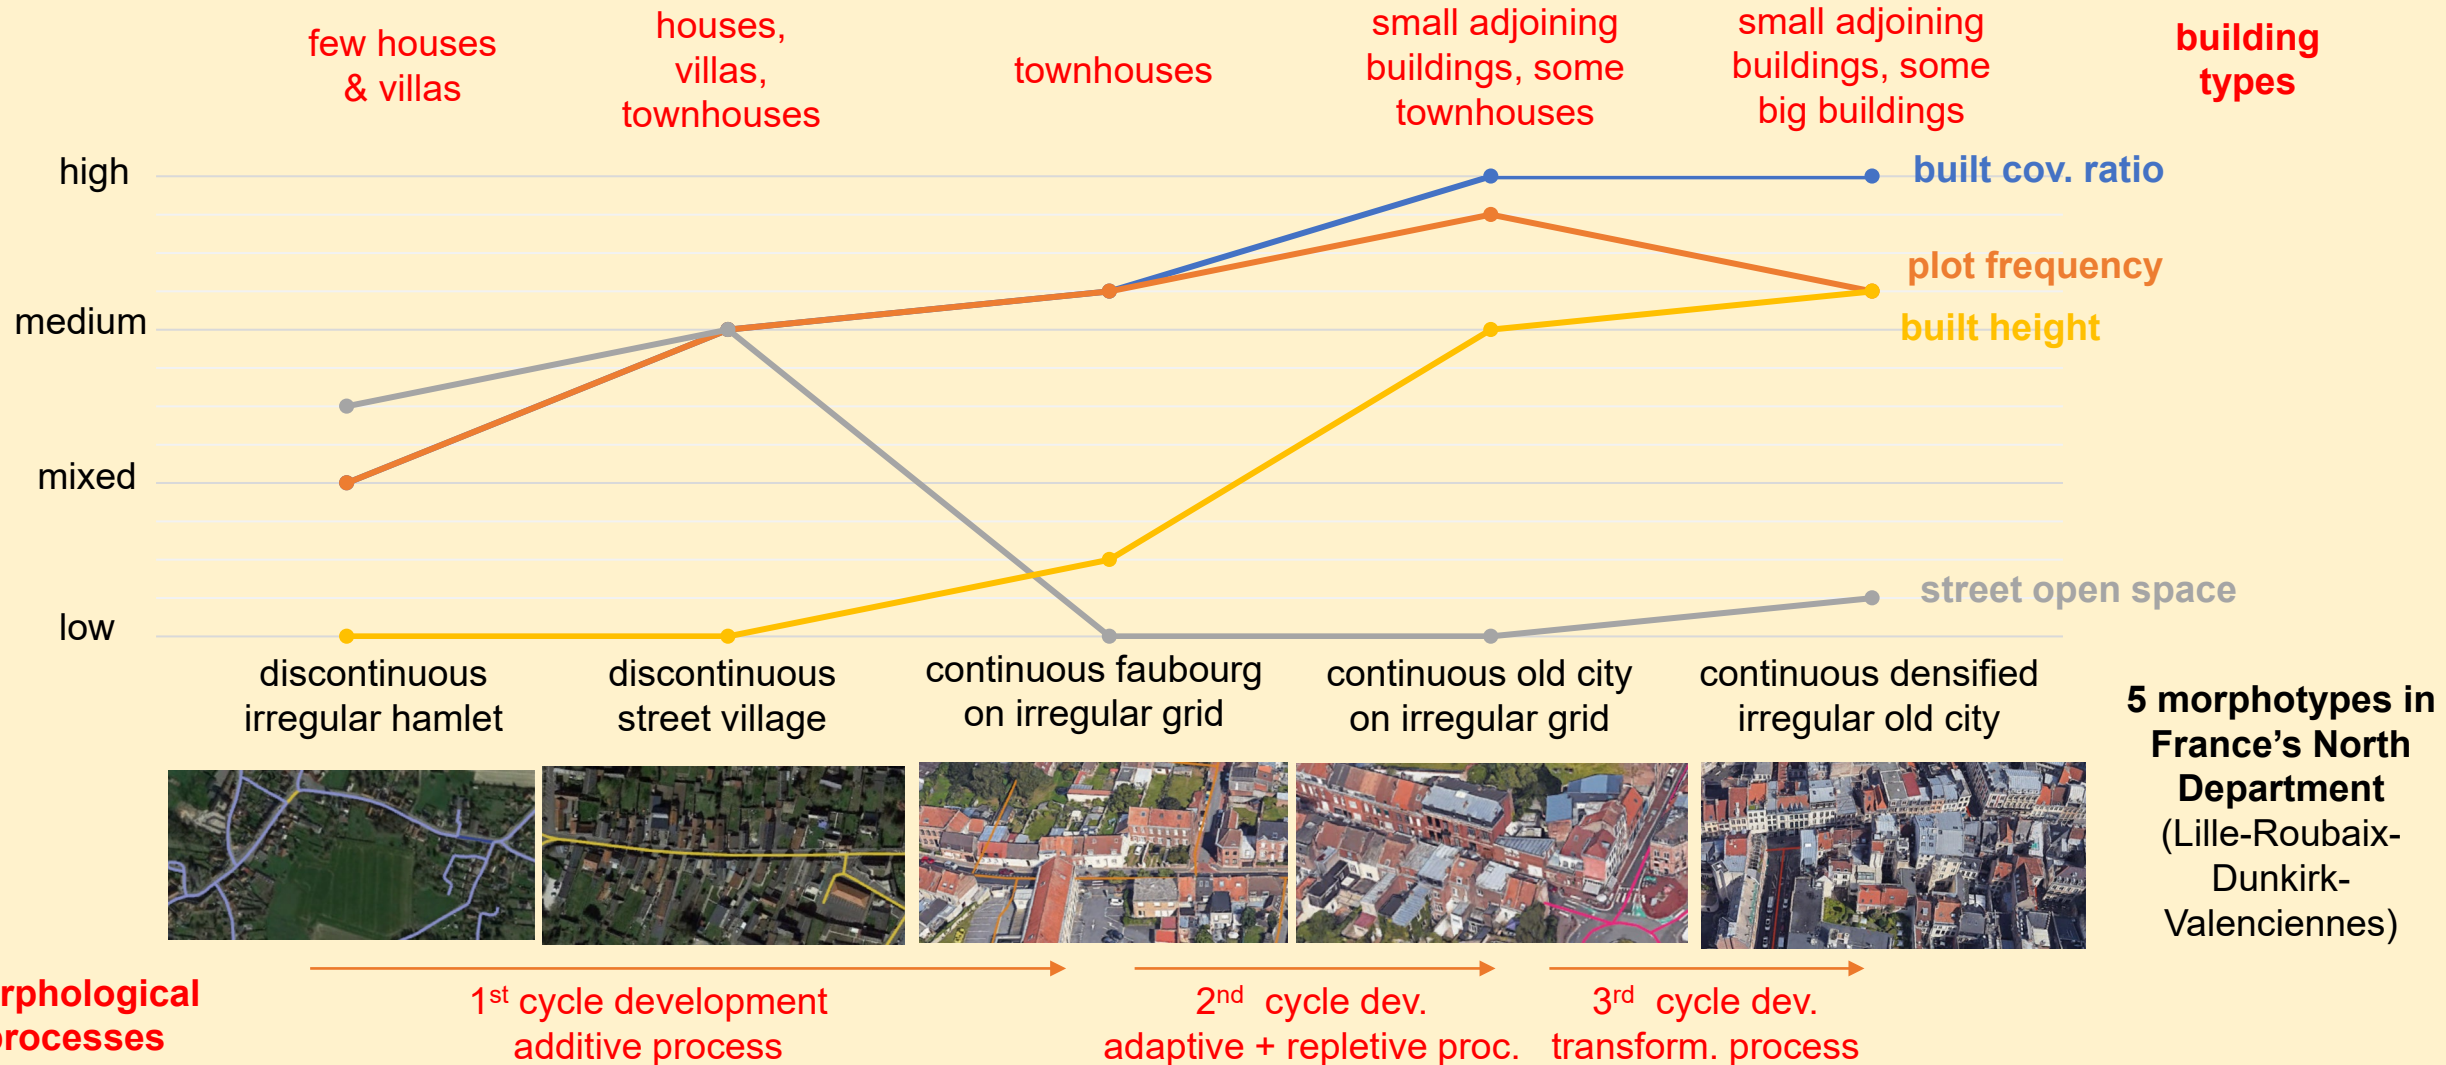 few houses
& villas
houses,
villas,
townhouses
townhouses
small adjoining
buildings, some
townhouses
small adjoining
buildings, some
big buildings
building
types
high
medium
mixed
low
built cov. ratio
plot frequency
built height
street open space
discontinuous
irregular hamlet
discontinuous
street village
continuous faubourg
on irregular grid
continuous old city
on irregular grid
continuous densified
irregular old city
5 morphotypes in
France’s North
Department
(Lille-Roubaix-
Dunkirk-
Valenciennes)
rphological
rocesses
1st cycle development
additive process
2nd cycle dev.
adaptive + repletive proc.
3rd cycle dev.
transform. process